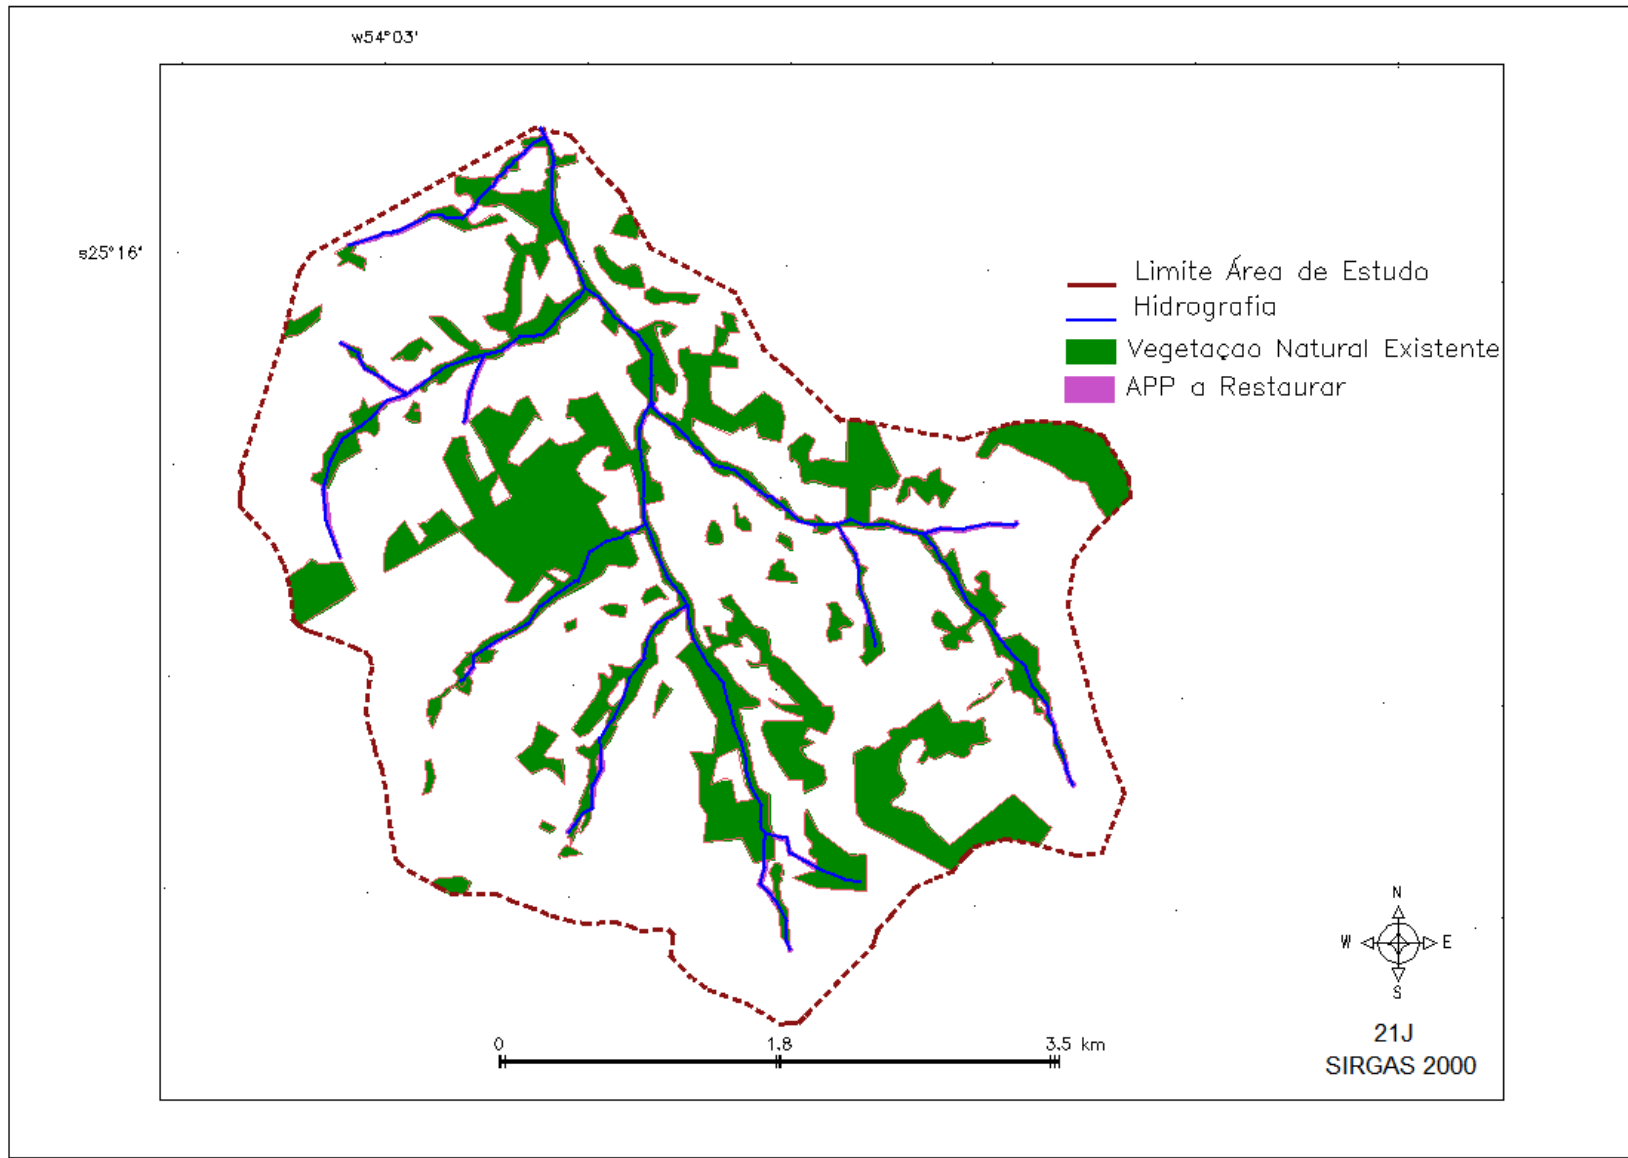 w54°03'
s25°16'
Limite Área de Estudo
Hidrografia
Vegetaçao Natural Existente
APP a Restaurar
N
W E
S
0 1.8 3.5 km
21J
SIRGAS 2000